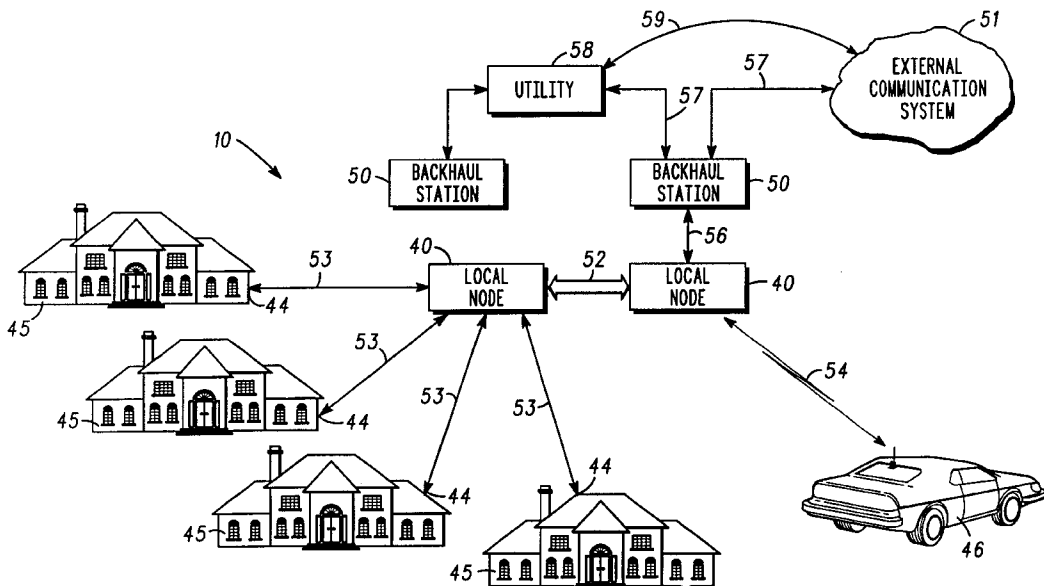 59
51
58
UTILITY
57
57
EXTERNAL
COMMUNICATION
SYSTEM
10
50
BACKHAUL
STATION
BACKHAUL
STATION
50
56
40
LOCAL
NODE
52
LOCAL
NODE
40
53
45
44
53
54
45
44
53
53
44
44
45
45
46